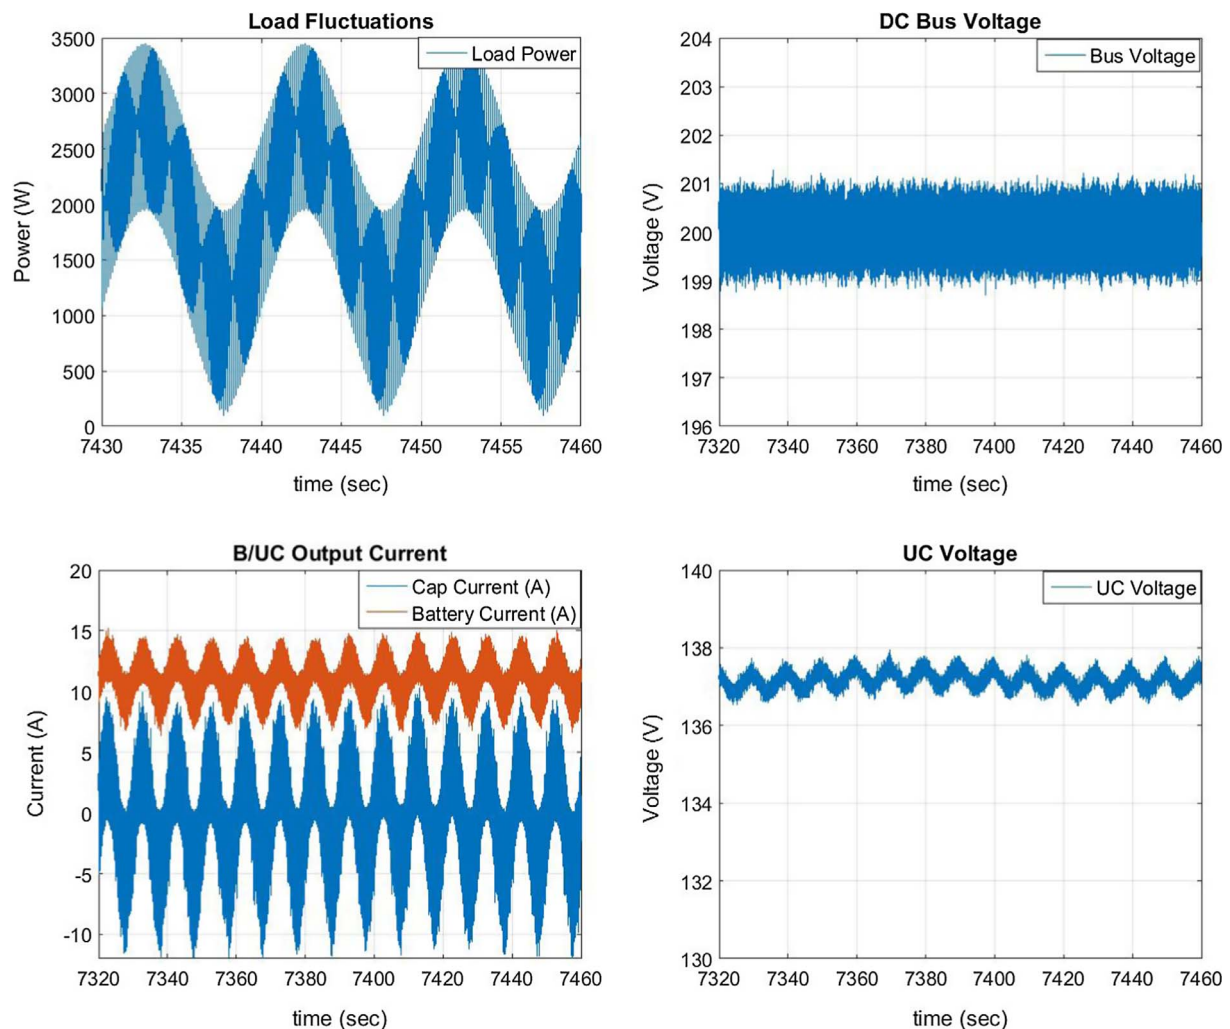 Load Fluctuations
3500
3000
2500
2000
1500
1000
500
0
Power (W)
Load Power
7430 7435 7440 7445 7450 7455 7460
time (sec)
DC Bus Voltage
204
203
202
201
200
199
198
197
196
Voltage (V)
Bus Voltage
7320 7340 7360 7380 7400 7420 7440 7460
time (sec)
B/UC Output Current
20
15
10
5
0
-5
-10
Current (A)
Cap Current (A)
Battery Current (A)
7320 7340 7360 7380 7400 7420 7440 7460
time (sec)
UC Voltage
140
138
136
134
132
130
Voltage (V)
UC Voltage
7320 7340 7360 7380 7400 7420 7440 7460
time (sec)